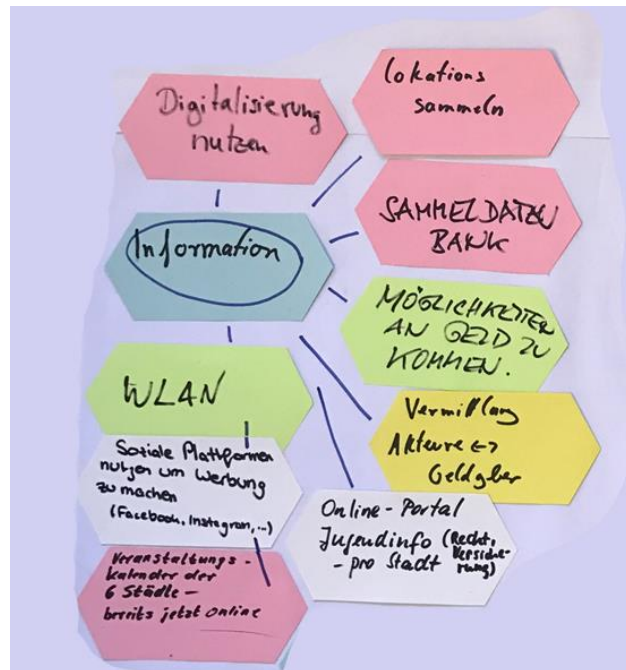 Digitalisierung
nutzen
Lokations
sammeln
Information
SAMMELDATEN
BANK
MÖGLICHKEITEN
AN GELD ZU
KOMMEN.
WLAN
Vermittlung
Akteure <->
Geldgeber
Soziale Plattformen
nutzen um Werbung
zu machen
(Facebook, Instagram,...)
Online-Portal
Jugendinfo (Recht,
Versiche-
rung)
- pro Stadt
Veranstaltungs-
kalender der
6 Städte -
bereits jetzt online